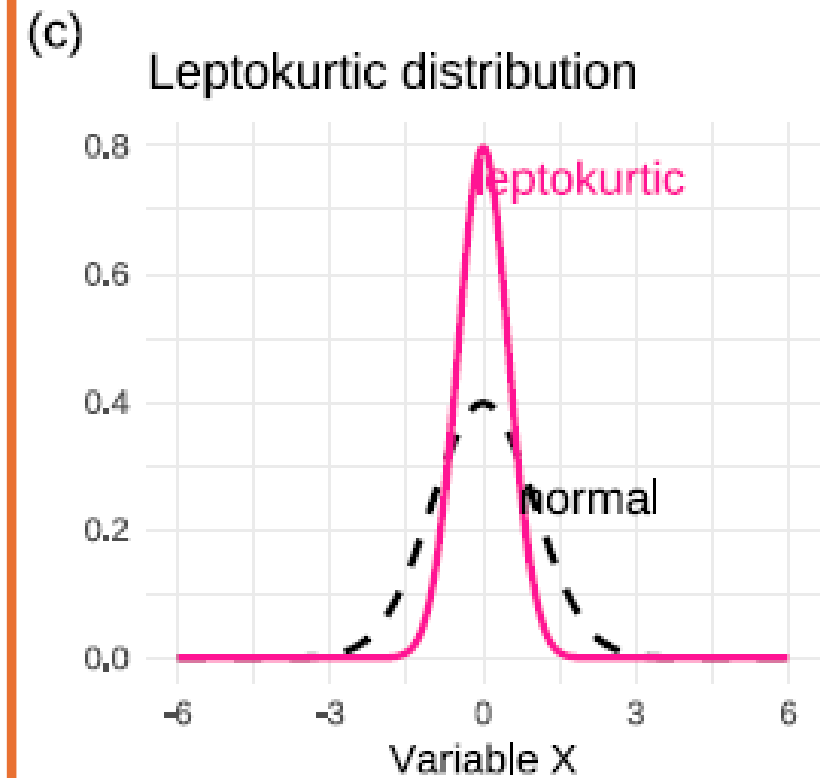 (c)
Leptokurtic distribution
0.8
leptokurtic
0.6
0.4
normal
0.2
0.0
-6 -3 0 3 6
Variable X